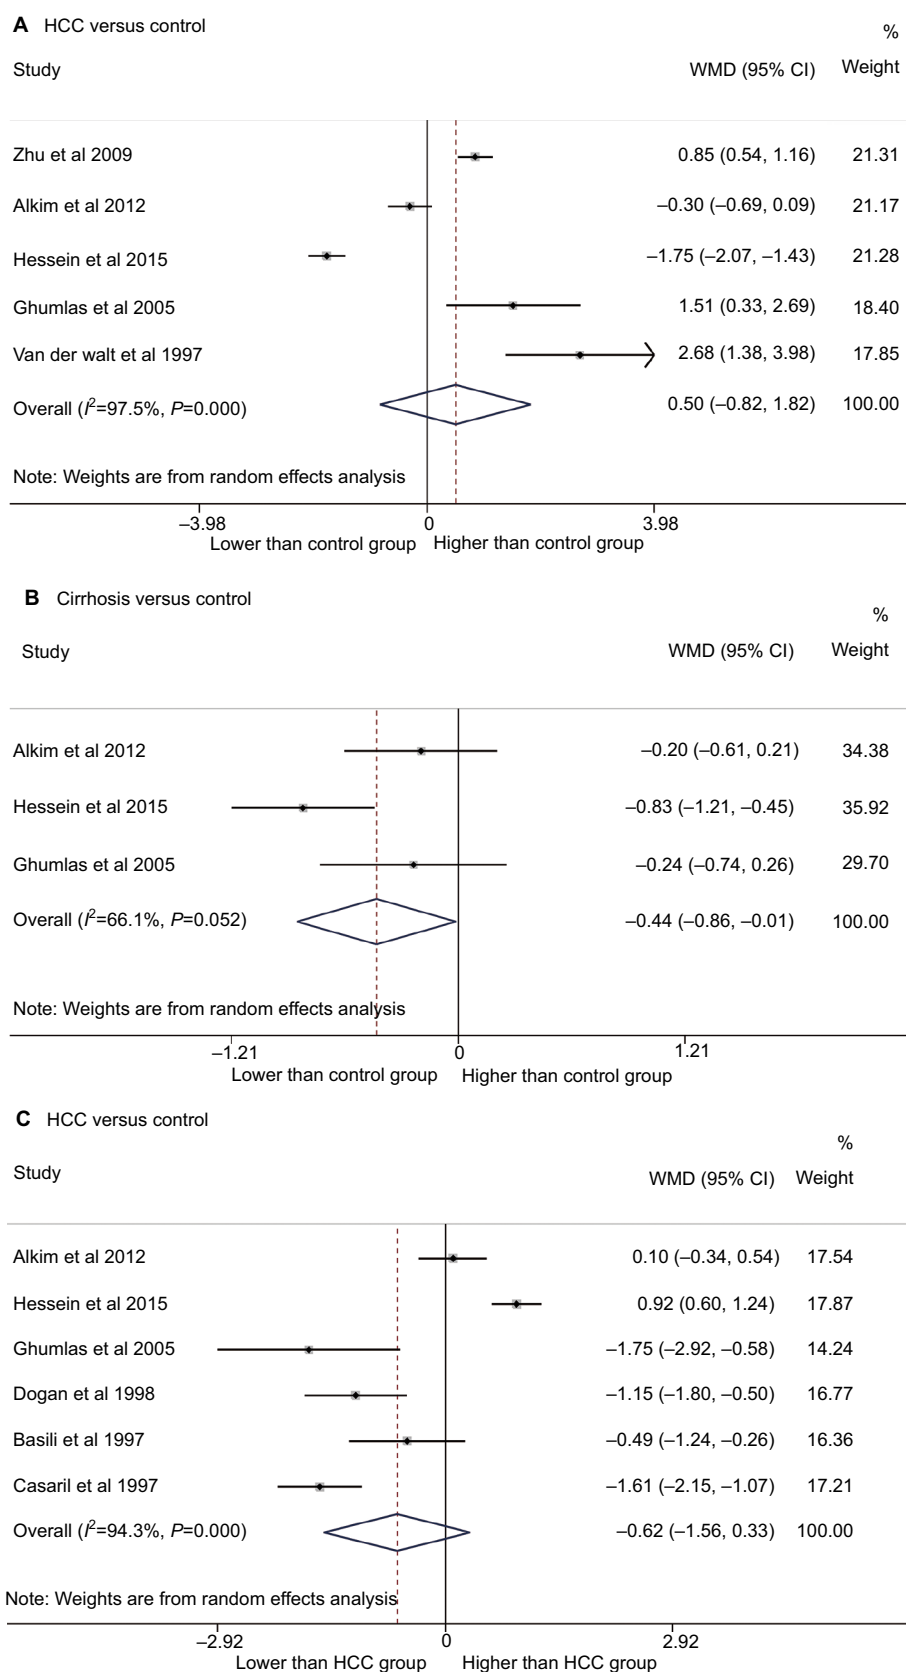 A HCC versus control
%
Study WMD (95% CI) Weight
Zhu et al 2009 0.85 (0.54, 1.16) 21.31
Alkim et al 2012 –0.30 (–0.69, 0.09) 21.17
Hessein et al 2015 –1.75 (–2.07, –1.43) 21.28
Ghumlas et al 2005 1.51 (0.33, 2.69) 18.40
Van der walt et al 1997 2.68 (1.38, 3.98) 17.85
Overall (I²=97.5%, P=0.000) 0.50 (–0.82, 1.82) 100.00
Note: Weights are from random effects analysis
–3.98 0 3.98
Lower than control group Higher than control group
B Cirrhosis versus control
%
Study WMD (95% CI) Weight
Alkim et al 2012 –0.20 (–0.61, 0.21) 34.38
Hessein et al 2015 –0.83 (–1.21, –0.45) 35.92
Ghumlas et al 2005 –0.24 (–0.74, 0.26) 29.70
Overall (I²=66.1%, P=0.052) –0.44 (–0.86, –0.01) 100.00
Note: Weights are from random effects analysis
–1.21 0 1.21
Lower than control group Higher than control group
C HCC versus control
%
Study WMD (95% CI) Weight
Alkim et al 2012 0.10 (–0.34, 0.54) 17.54
Hessein et al 2015 0.92 (0.60, 1.24) 17.87
Ghumlas et al 2005 –1.75 (–2.92, –0.58) 14.24
Dogan et al 1998 –1.15 (–1.80, –0.50) 16.77
Basili et al 1997 –0.49 (–1.24, –0.26) 16.36
Casaril et al 1997 –1.61 (–2.15, –1.07) 17.21
Overall (I²=94.3%, P=0.000) –0.62 (–1.56, 0.33) 100.00
Note: Weights are from random effects analysis
–2.92 0 2.92
Lower than HCC group Higher than HCC group